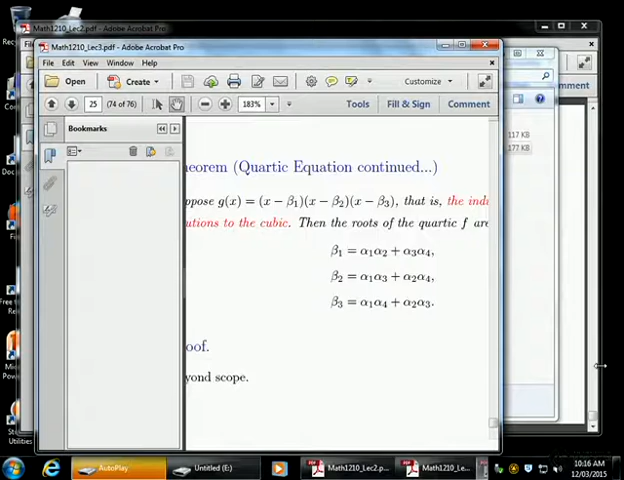 Math1210_Lec2.pdf - Adobe Acrobat Pro
Math1210_Lec3.pdf - Adobe Acrobat Pro
File Edit View Window Help
Open Create Customize
25 (74 of 76) 183% Tools Fill & Sign Comment
Bookmarks
eorem (Quartic Equation continued...)
ppose g(x) = (x − β₁)(x − β₂)(x − β₃), that is, the indu
utions to the cubic. Then the roots of the quartic f are
β₁ = α₁α₂ + α₃α₄,
β₂ = α₁α₃ + α₂α₄,
β₃ = α₁α₄ + α₂α₃.
oof.
yond scope.
mment
117 KB
177 KB
AutoPlay Untitled (E:) Math1210_Lec2.p... Math1210_Le...
10:16 AM
12/03/2015